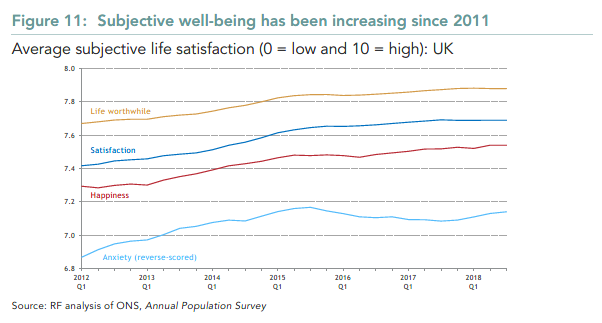 Figure 11: Subjective well-being has been increasing since 2011
Average subjective life satisfaction (0 = low and 10 = high): UK
8.0
7.8
Life worthwhile
7.6
Satisfaction
7.4
Happiness
7.2
7.0
Anxiety (reverse-scored)
6.8
2012 2013 2014 2015 2016 2017 2018
Q1 Q1 Q1 Q1 Q1 Q1 Q1
Source: RF analysis of ONS, Annual Population Survey